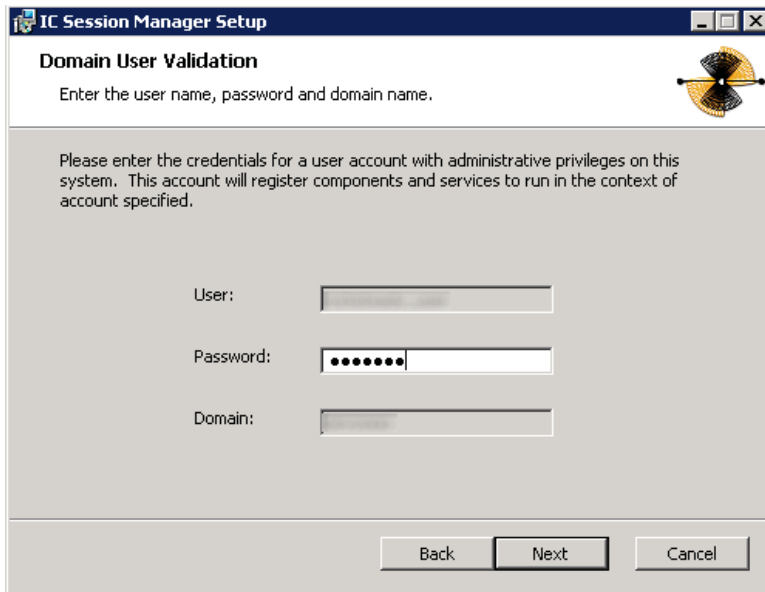 IC Session Manager Setup
Domain User Validation
Enter the user name, password and domain name.
Please enter the credentials for a user account with administrative privileges on this
system.  This account will register components and services to run in the context of
account specified.
User:
Password:
●●●●●●●
Domain:
Back Next Cancel